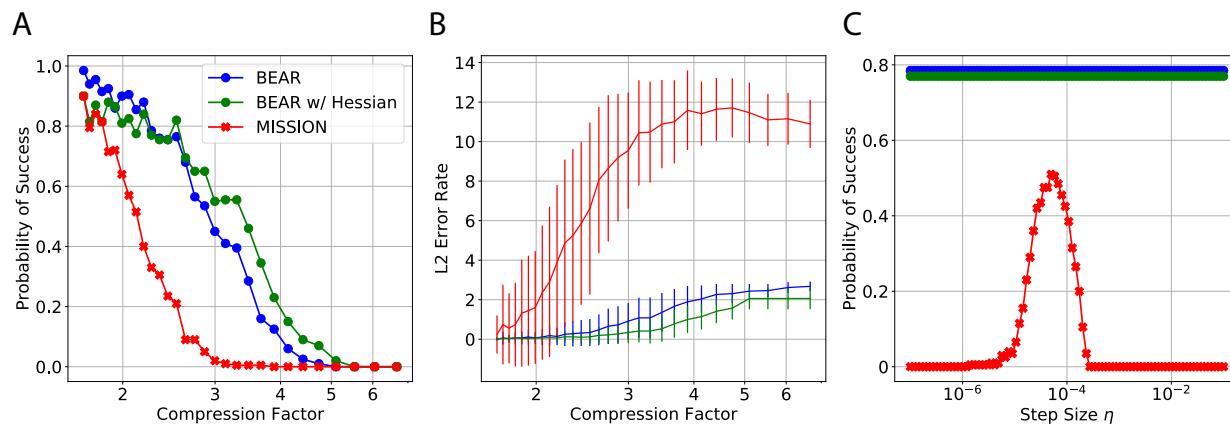 A
Probability of Success
1.0
0.8
0.6
0.4
0.2
0.0
BEAR
BEAR w/ Hessian
MISSION
2
3
4
5
6
Compression Factor
B
L2 Error Rate
14
12
10
8
6
4
2
0
2
3
4
5
6
Compression Factor
C
Probability of Success
0.8
0.6
0.4
0.2
0
10⁻⁶
10⁻⁴
10⁻²
Step Size η